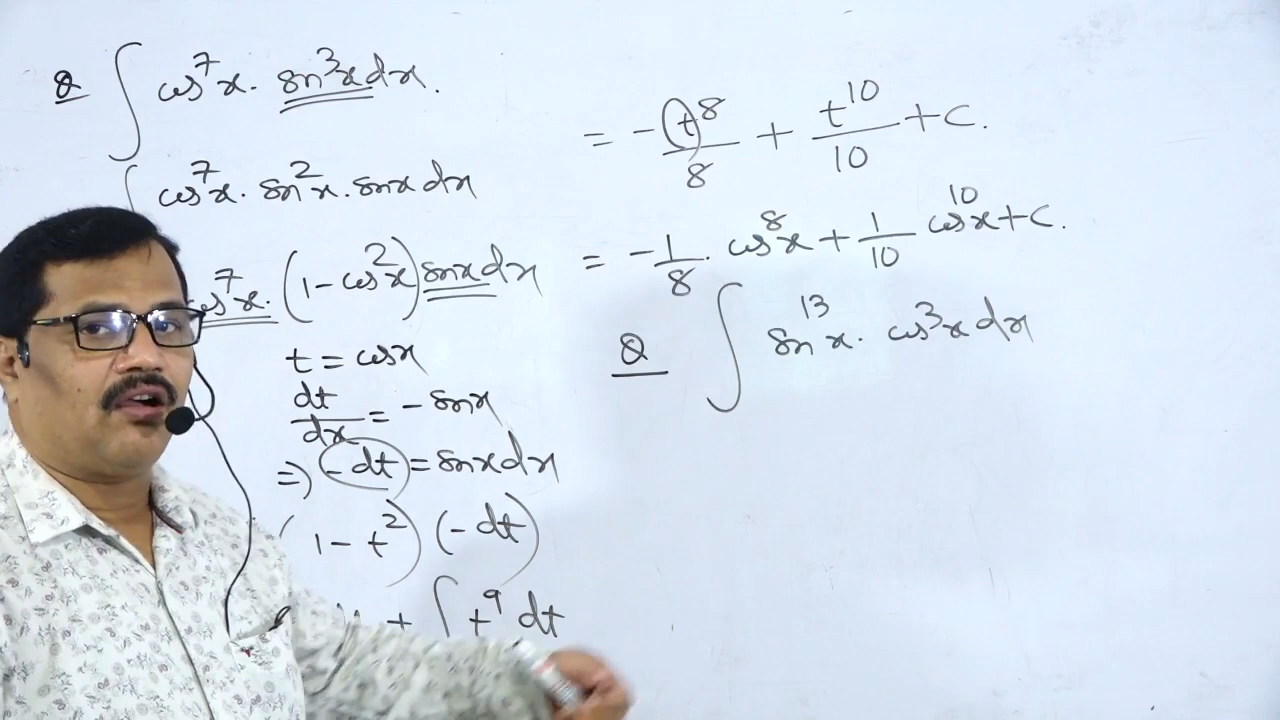 Q ∫ cos⁷x · sin³x dx.
∫ cos⁷x · sin²x · sinx dx
cos⁷x · (1 - cos²x) sinx dx
t = cosx
dt/dx = - sinx
=> - dt = sinx dx
(1 - t²) (- dt)
+ ∫ t⁹ dt
= - t⁸/8 + t¹⁰/10 + c.
= - 1/8 · cos⁸x + 1/10 cos¹⁰x + c.
Q ∫ sin¹³x · cos³x dx